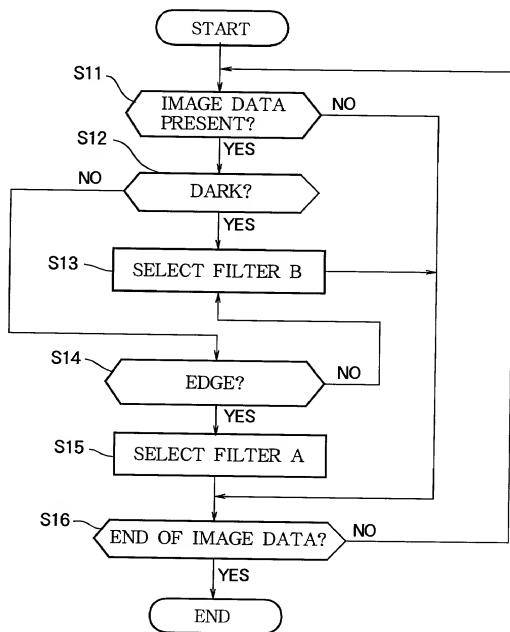 START
S11
IMAGE DATA
PRESENT?
NO
YES
S12
NO
DARK?
YES
S13
SELECT FILTER B
S14
EDGE?
NO
YES
S15
SELECT FILTER A
S16
END OF IMAGE DATA?
NO
YES
END